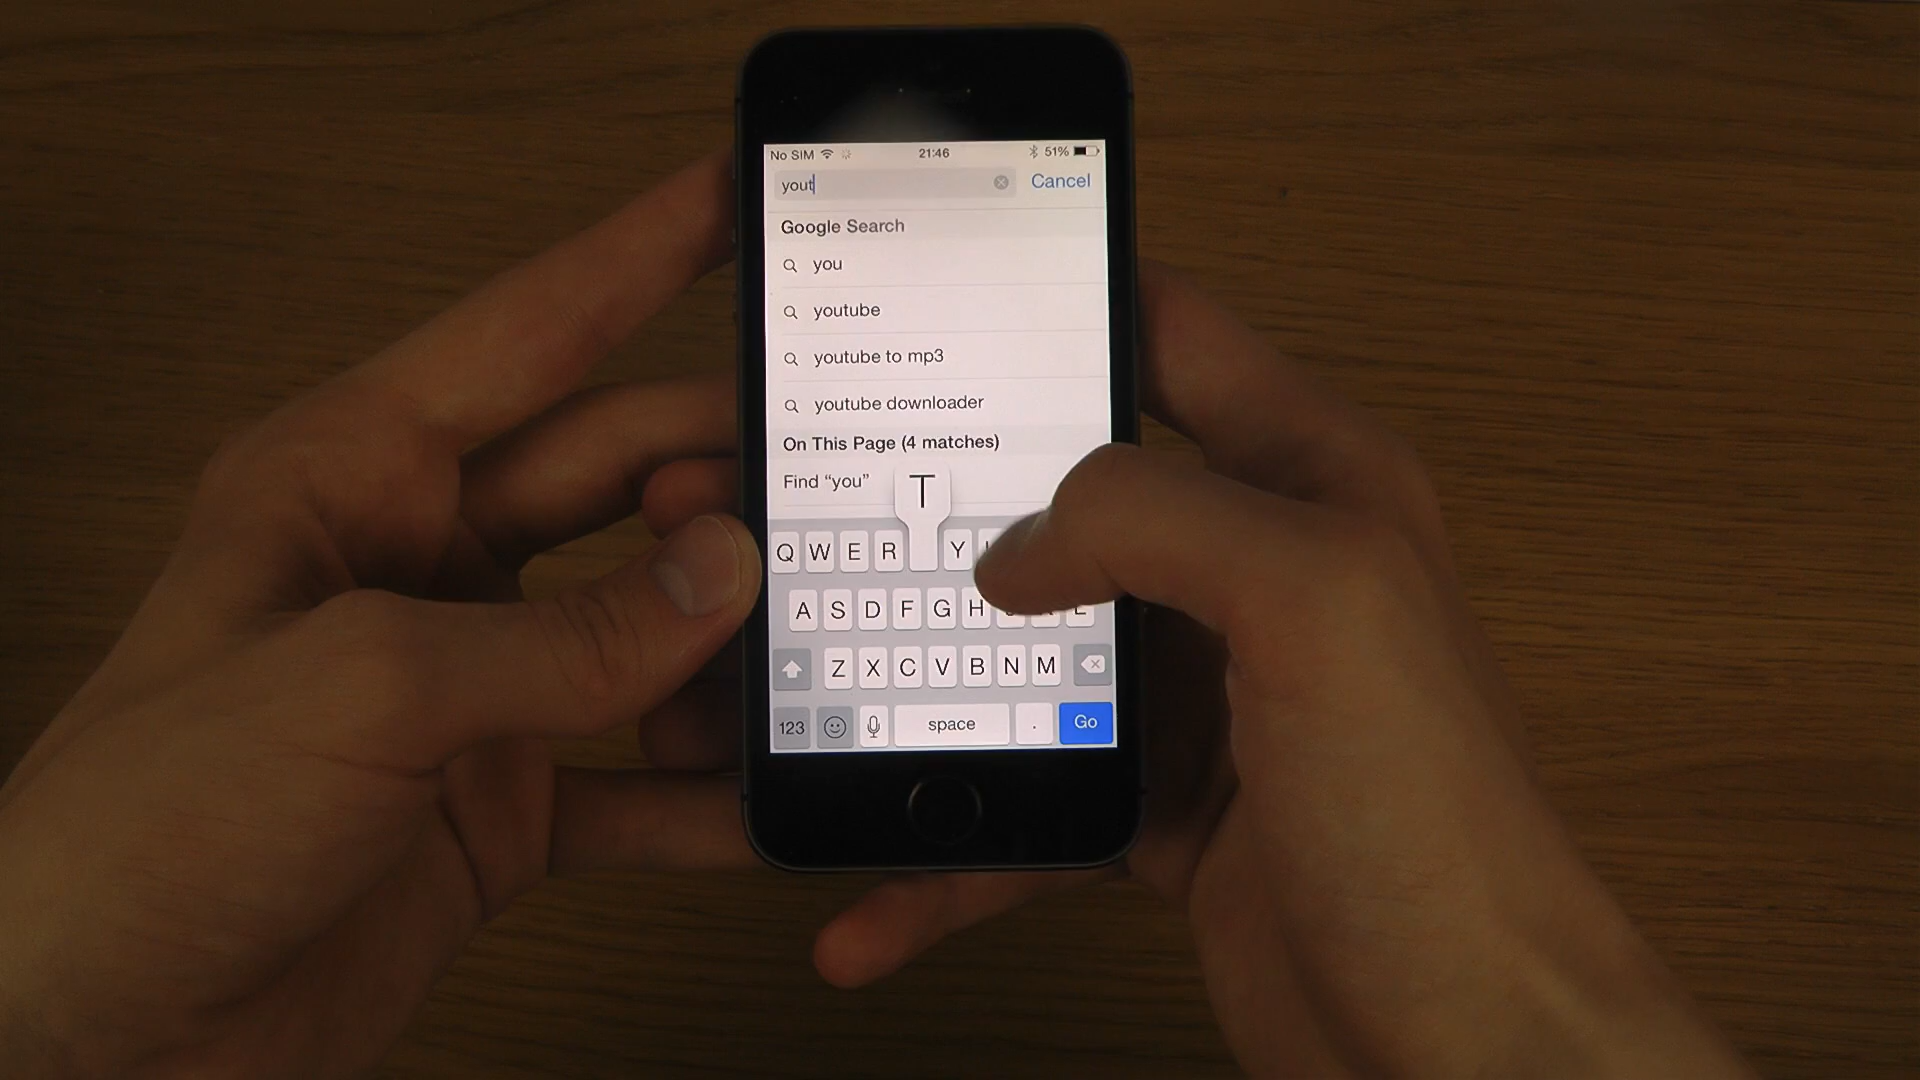 No SIM 21:46 51%
yout Cancel
Google Search
you
youtube
youtube to mp3
youtube downloader
On This Page (4 matches)
Find “you”
T
Q W E R Y
A S D F G H
Z X C V B N M
123 space . Go